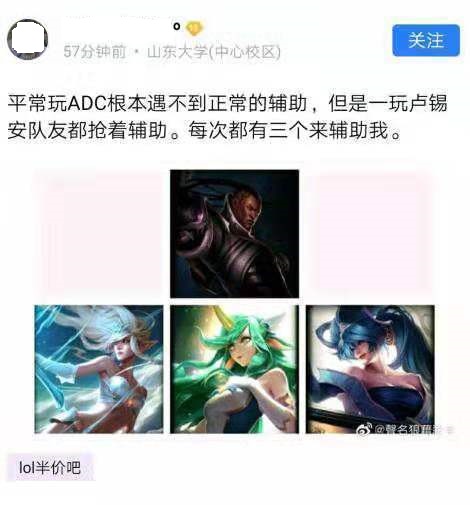 57分钟前 · 山东大学(中心校区)
关注
平常玩ADC根本遇不到正常的辅助，但是一玩卢锡
安队友都抢着辅助。每次都有三个来辅助我。
lol半价吧